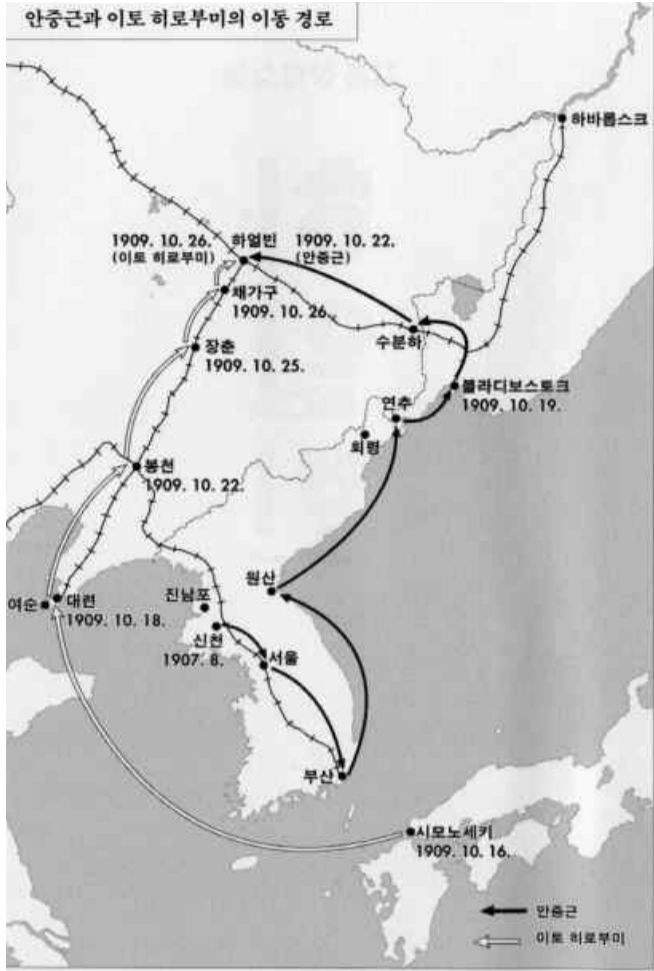 안중근과 이토 히로부미의 이동 경로
하바롭스크
1909. 10. 26.
(이토 히로부미)
하얼빈
1909. 10. 22.
(안중근)
채가구
1909. 10. 26.
수분하
장춘
1909. 10. 25.
블라디보스토크
1909. 10. 19.
연추
회령
봉천
1909. 10. 22.
여순
대련
1909. 10. 18.
원산
진남포
신천
1907. 8.
서울
부산
시모노세키
1909. 10. 16.
안중근
이토 히로부미